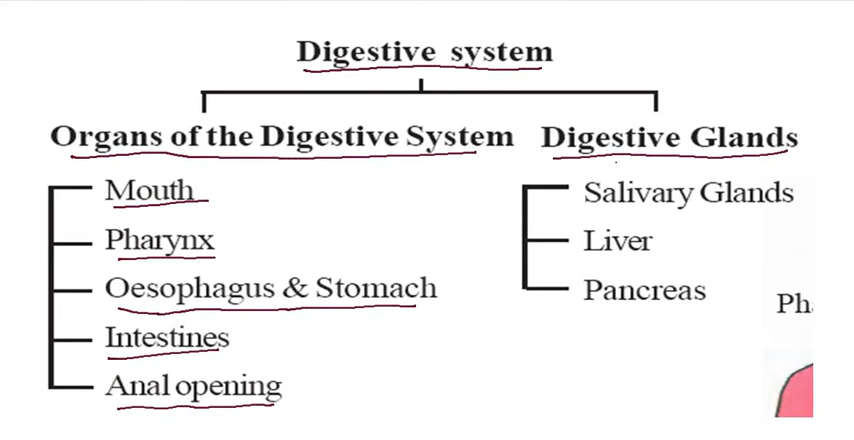 Digestive system
Organs of the Digestive System
Mouth
Pharynx
Oesophagus & Stomach
Intestines
Anal opening
Digestive Glands
Salivary Glands
Liver
Pancreas